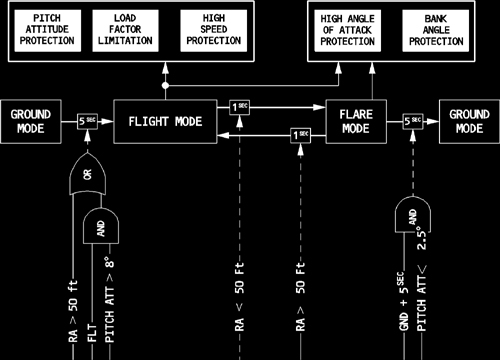 PITCH
ATTITUDE
PROTECTION
LOAD
FACTOR
LIMITATION
HIGH
SPEED
PROTECTION
HIGH ANGLE
OF ATTACK
PROTECTION
BANK
ANGLE
PROTECTION
GROUND
MODE
5 SEC
FLIGHT MODE
1 SEC
1 SEC
FLARE
MODE
5 SEC
GROUND
MODE
OR
AND
AND
RA > 50 ft
FLT
PITCH ATT > 8°
RA < 50 Ft
RA > 50 Ft
GND + 5 SEC
PITCH ATT < 2.5°